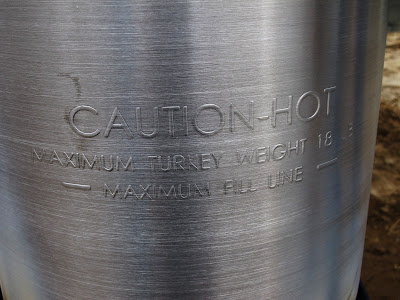 CAUTION-HOT
MAXIMUM TURKEY WEIGHT 18
MAXIMUM FILL LINE